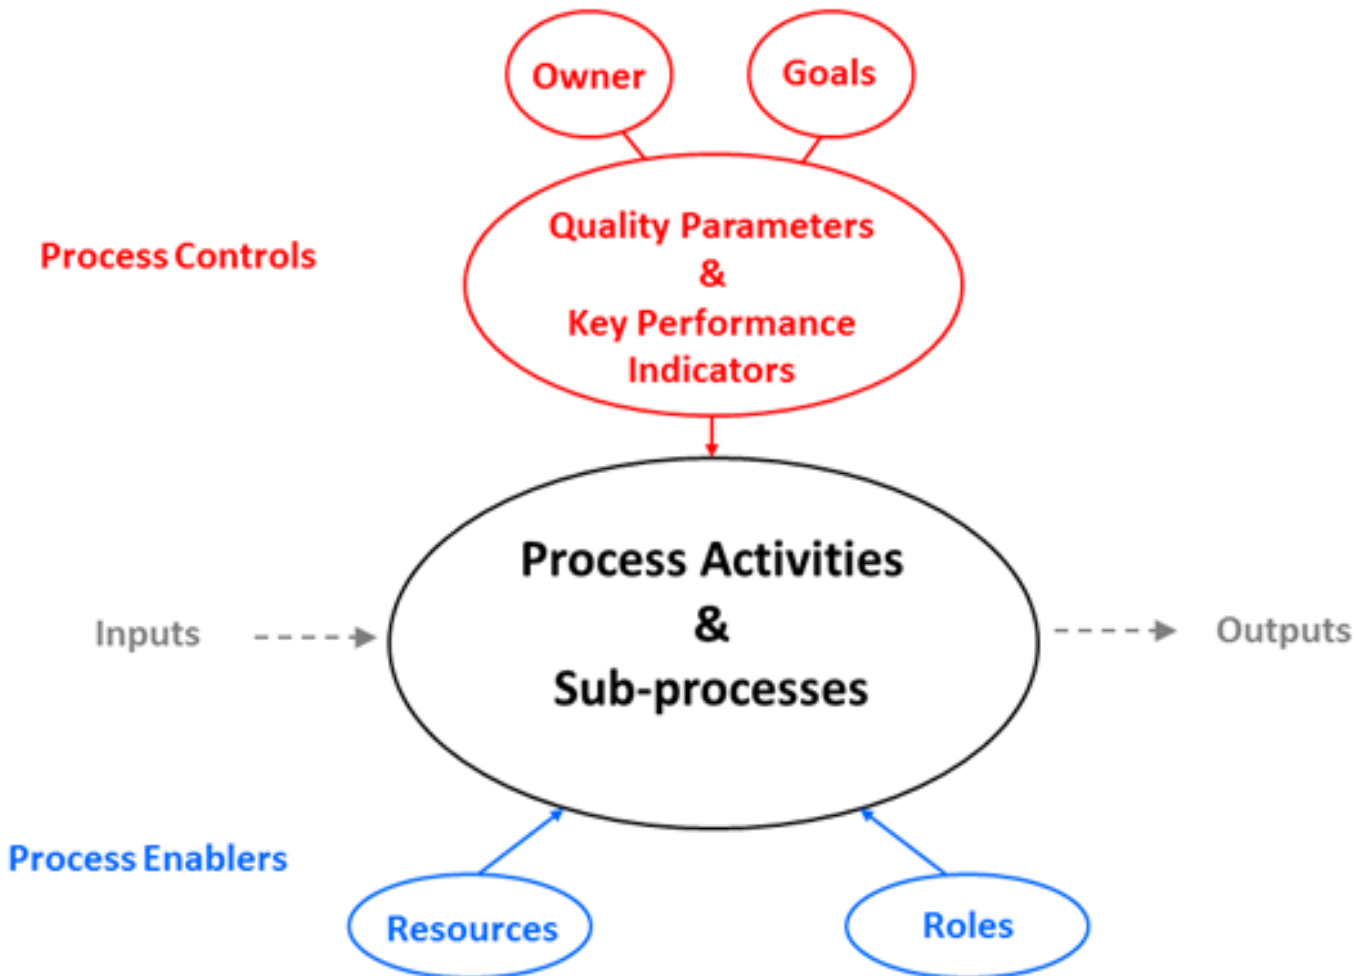 Owner
Goals
Quality Parameters
&
Key Performance
Indicators
Process Controls
Process Activities
&
Sub-processes
Inputs
Outputs
Process Enablers
Resources
Roles